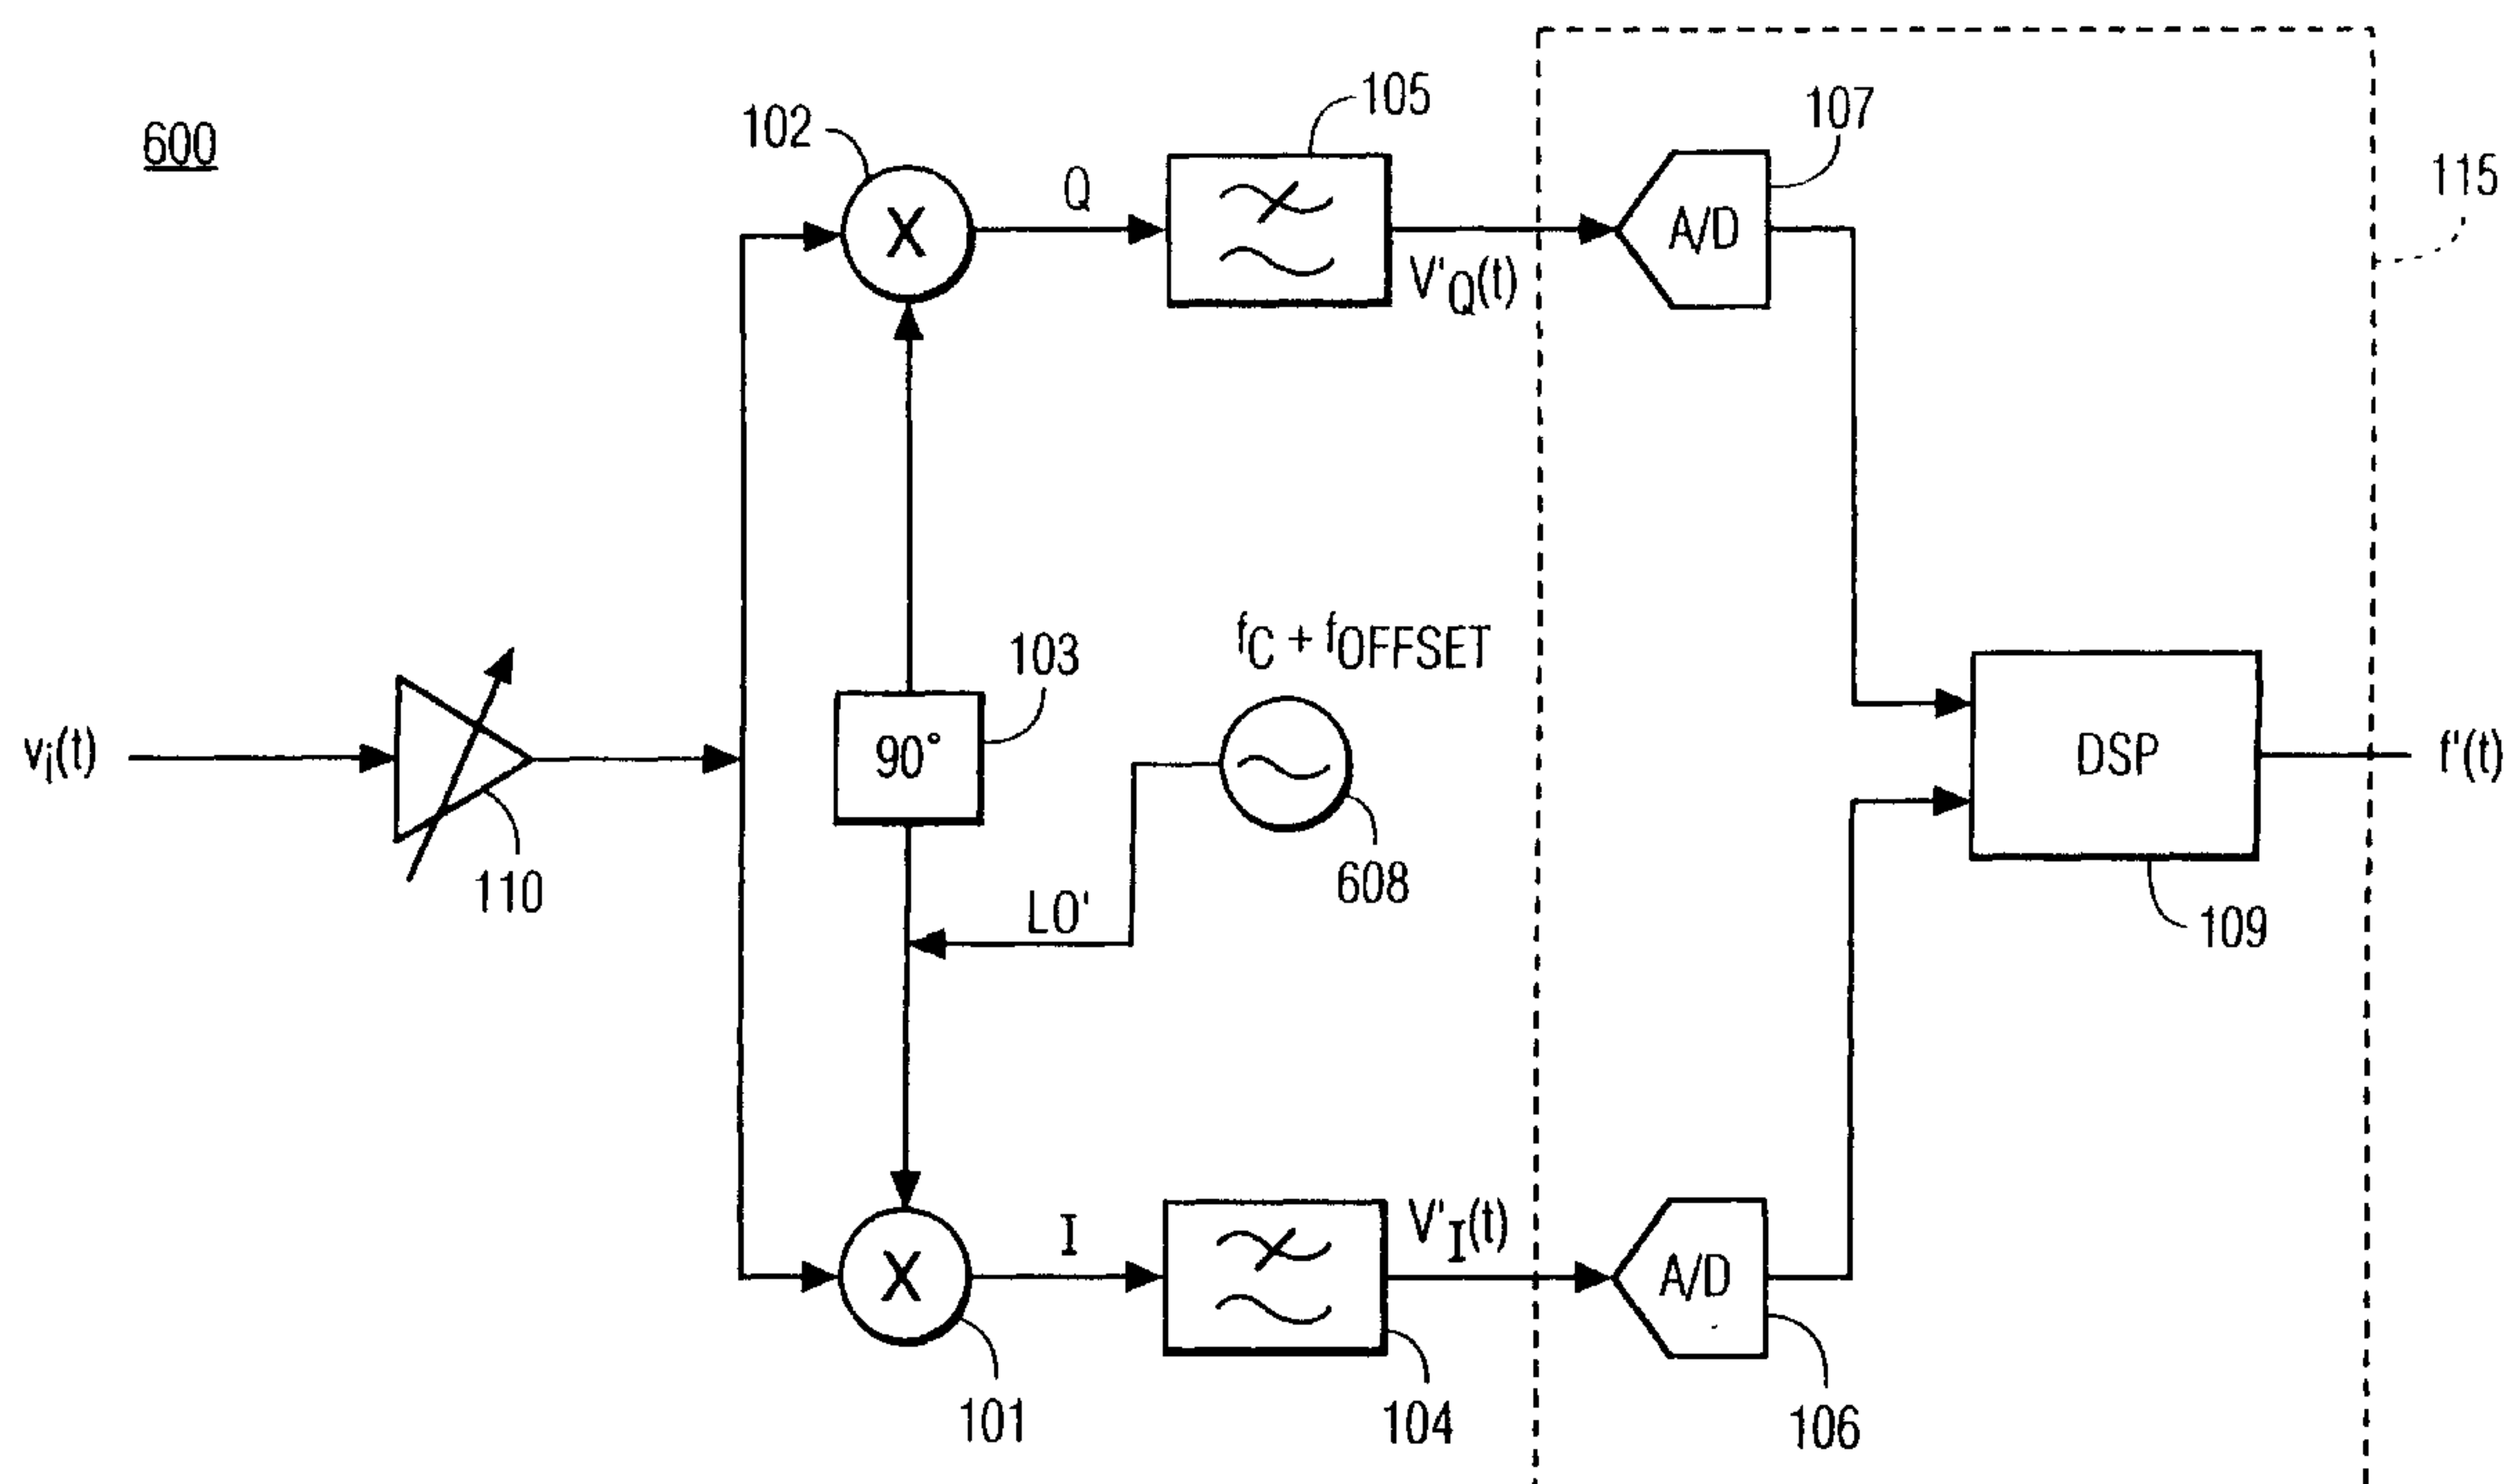 600
102
X
Q
105
V'Q(t)
A/D
107
115
vi(t)
110
90°
103
fC + fOFFSET
608
LO'
DSP
109
f'(t)
X
101
I
104
V'I(t)
A/D
106